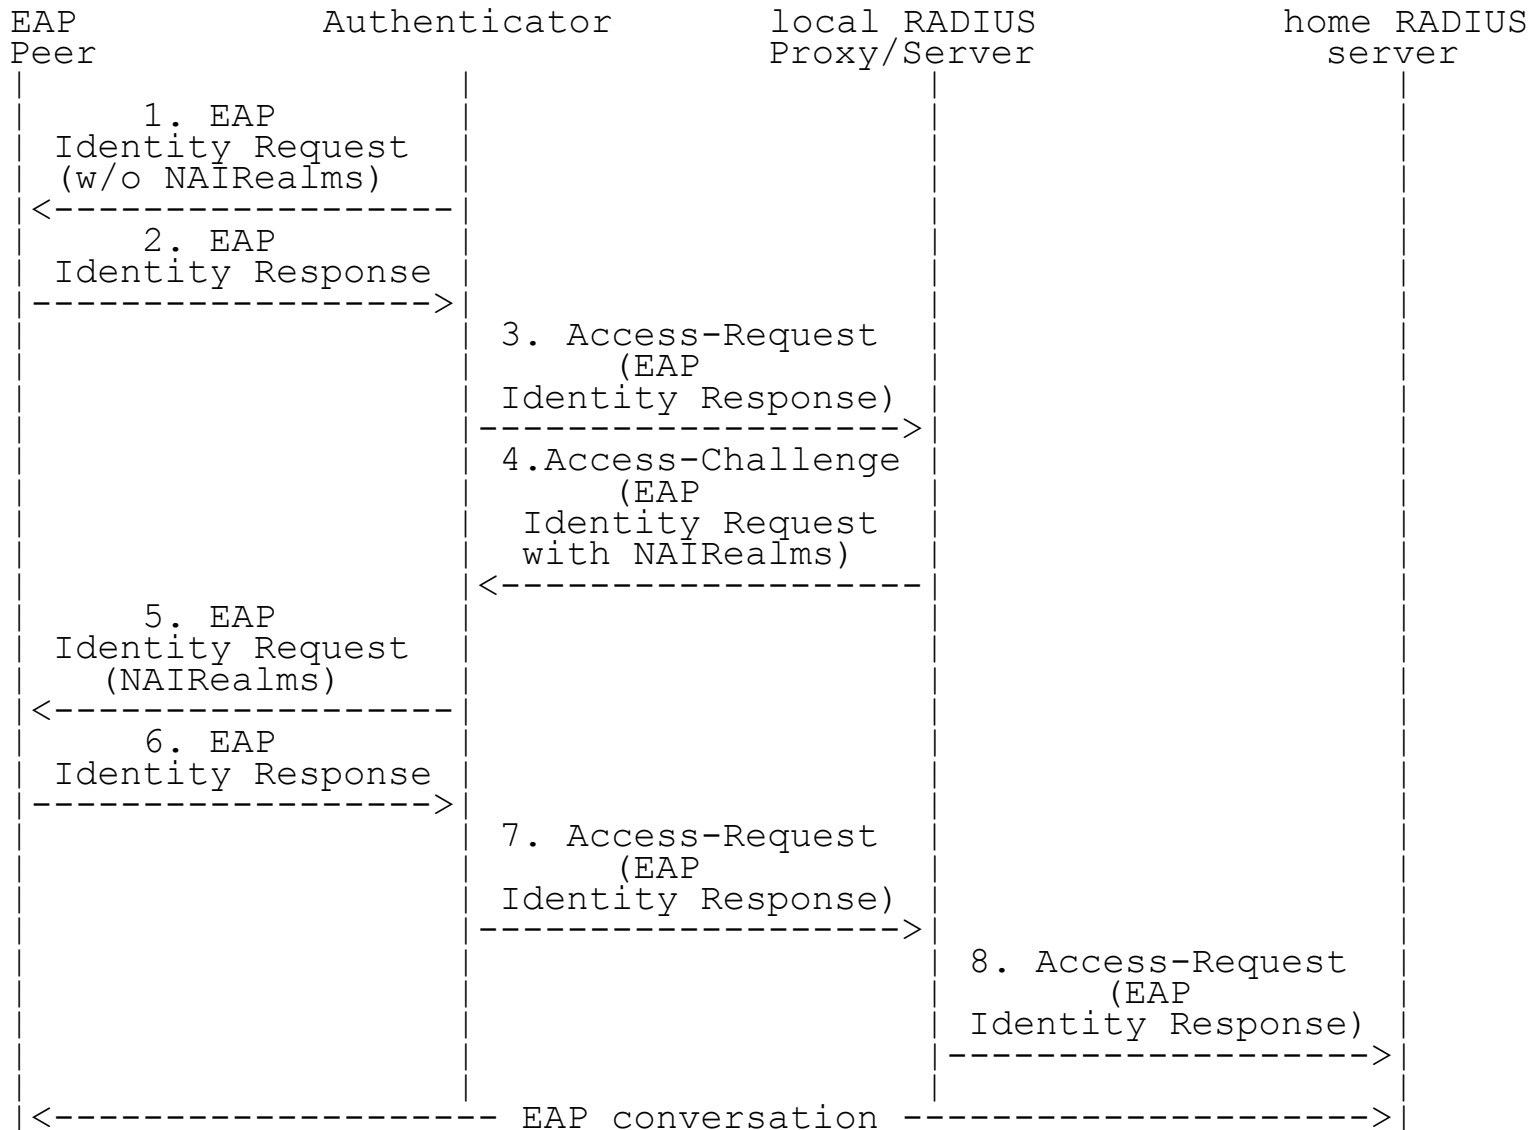 EAP Authenticator local RADIUS home RADIUS
Peer Proxy/Server server
1. EAP
Identity Request
(w/o NAIRealms)
2. EAP
Identity Response
3. Access-Request
(EAP
Identity Response)
4.Access-Challenge
(EAP
Identity Request
with NAIRealms)
5. EAP
Identity Request
(NAIRealms)
6. EAP
Identity Response
7. Access-Request
(EAP
Identity Response)
8. Access-Request
(EAP
Identity Response)
EAP conversation